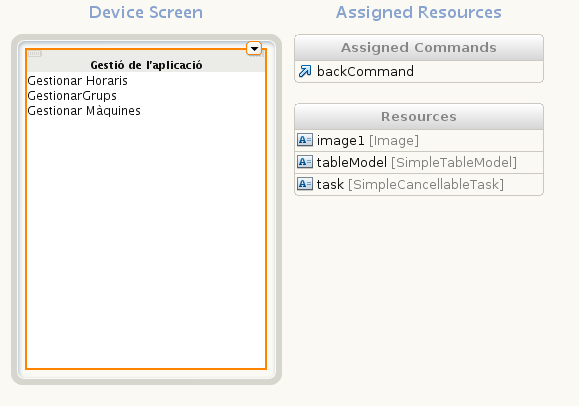 Device Screen
Gestió de l'aplicació
Gestionar Horaris
GestionarGrups
Gestionar Màquines
Assigned Resources
Assigned Commands
backCommand
Resources
image1 [Image]
tableModel [SimpleTableModel]
task [SimpleCancellableTask]